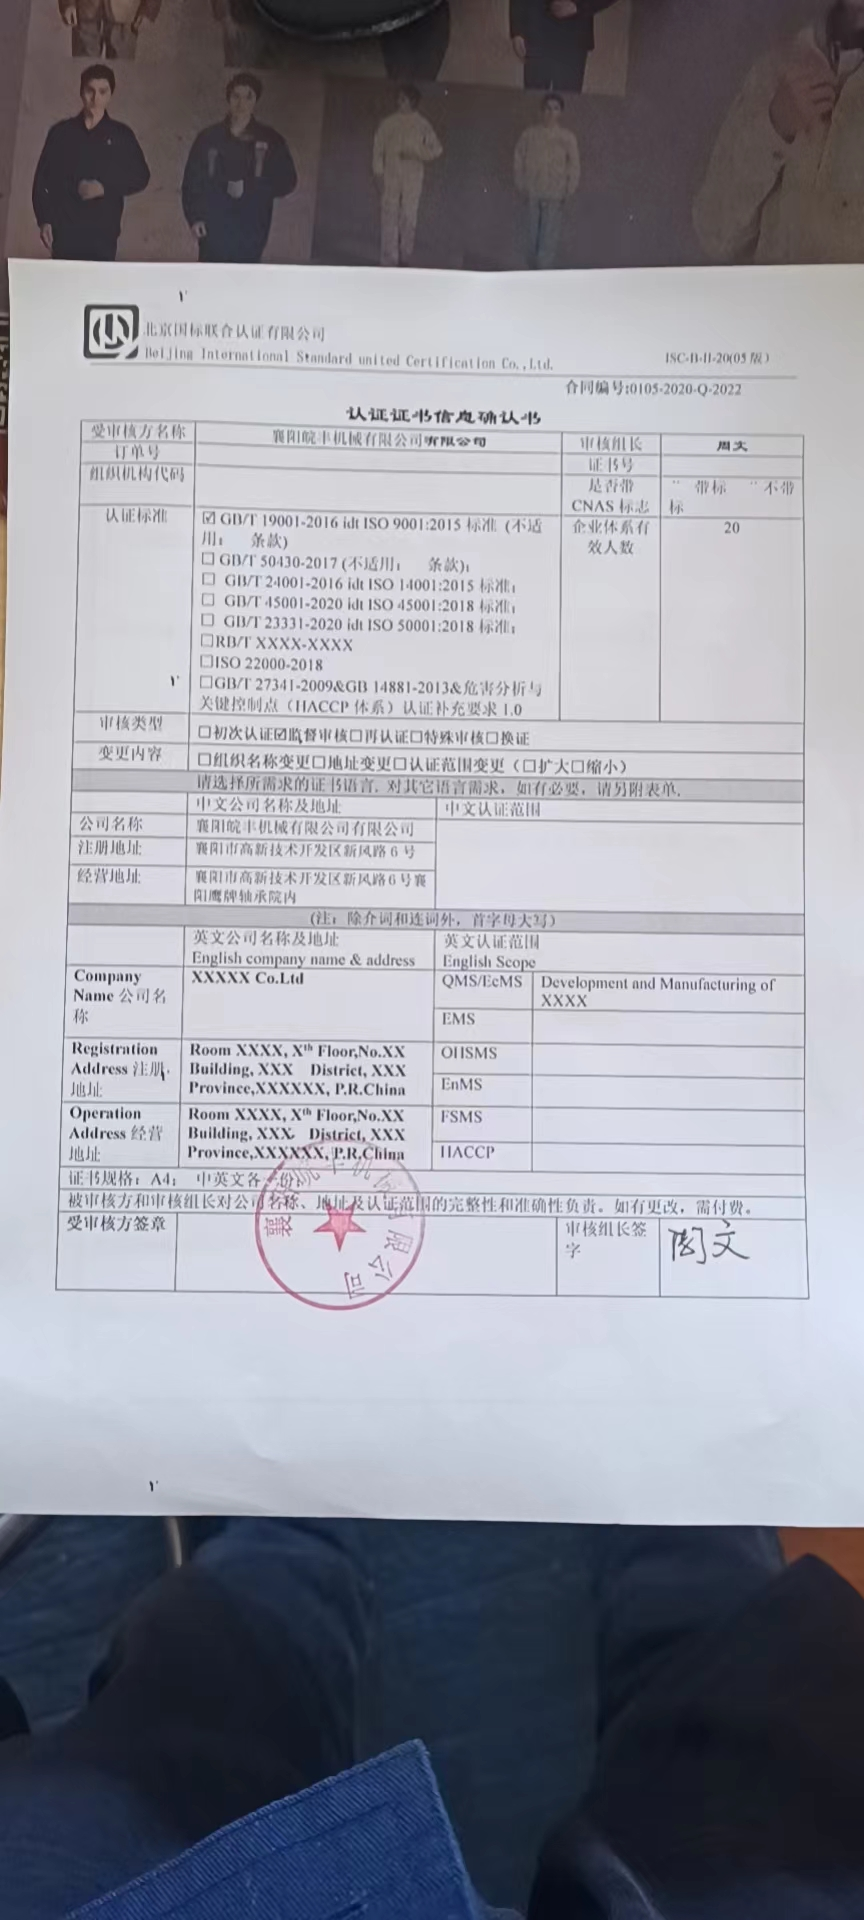 北京国标联合认证有限公司
Beijing International Standard united Certification Co.,Ltd.
ISC-B-II-20(05版)
合同编号:0105-2020-Q-2022
认证证书信息确认书
受审核方名称 襄阳皖丰机械有限公司有限公司 审核组长 周文
订单号 证书号
组织机构代码 是否带 CNAS 标志 ¨ 带标 ¨ 不带标
认证标准 企业体系有效人数 20
☑ GB/T 19001-2016 idt ISO 9001:2015 标准 (不适
用: 条款)
☐ GB/T 50430-2017 (不适用: 条款);
☐ GB/T 24001-2016 idt ISO 14001:2015 标准;
☐ GB/T 45001-2020 idt ISO 45001:2018 标准;
☐ GB/T 23331-2020 idt ISO 50001:2018 标准;
☐RB/T XXXX-XXXX
☐ISO 22000-2018
☐GB/T 27341-2009&GB 14881-2013&危害分析与
关键控制点（HACCP 体系）认证补充要求 1.0
审核类型 ☐初次认证☑监督审核☐再认证☐特殊审核☐换证
变更内容 ☐组织名称变更☐地址变更☐认证范围变更（☐扩大☐缩小）
请选择所需求的证书语言. 对其它语言需求，如有必要，请另附表单.
中文公司名称及地址 中文认证范围
公司名称 襄阳皖丰机械有限公司有限公司
注册地址 襄阳市高新技术开发区新风路 6 号
经营地址 襄阳市高新技术开发区新风路 6 号襄
阳鹰牌轴承院内
(注: 除介词和连词外，首字母大写)
英文公司名称及地址 英文认证范围
English company name & address English Scope
Company
Name 公司名
称
XXXXX Co.Ltd
QMS/EcMS Development and Manufacturing of
XXXX
EMS
Registration
Address 注册
地址
Room XXXX, Xth Floor,No.XX
Building, XXX District, XXX
Province,XXXXXX, P.R.China
OHSMS
EnMS
Operation
Address 经营
地址
Room XXXX, Xth Floor,No.XX
Building, XXX District, XXX
Province,XXXXXX, P.R.China
FSMS
HACCP
证书规格: A4; 中英文各一份;
被审核方和审核组长对公司名称、地址及认证范围的完整性和准确性负责。如有更改，需付费。
受审核方签章 审核组长签
字
周文
襄阳皖丰机械有限公司